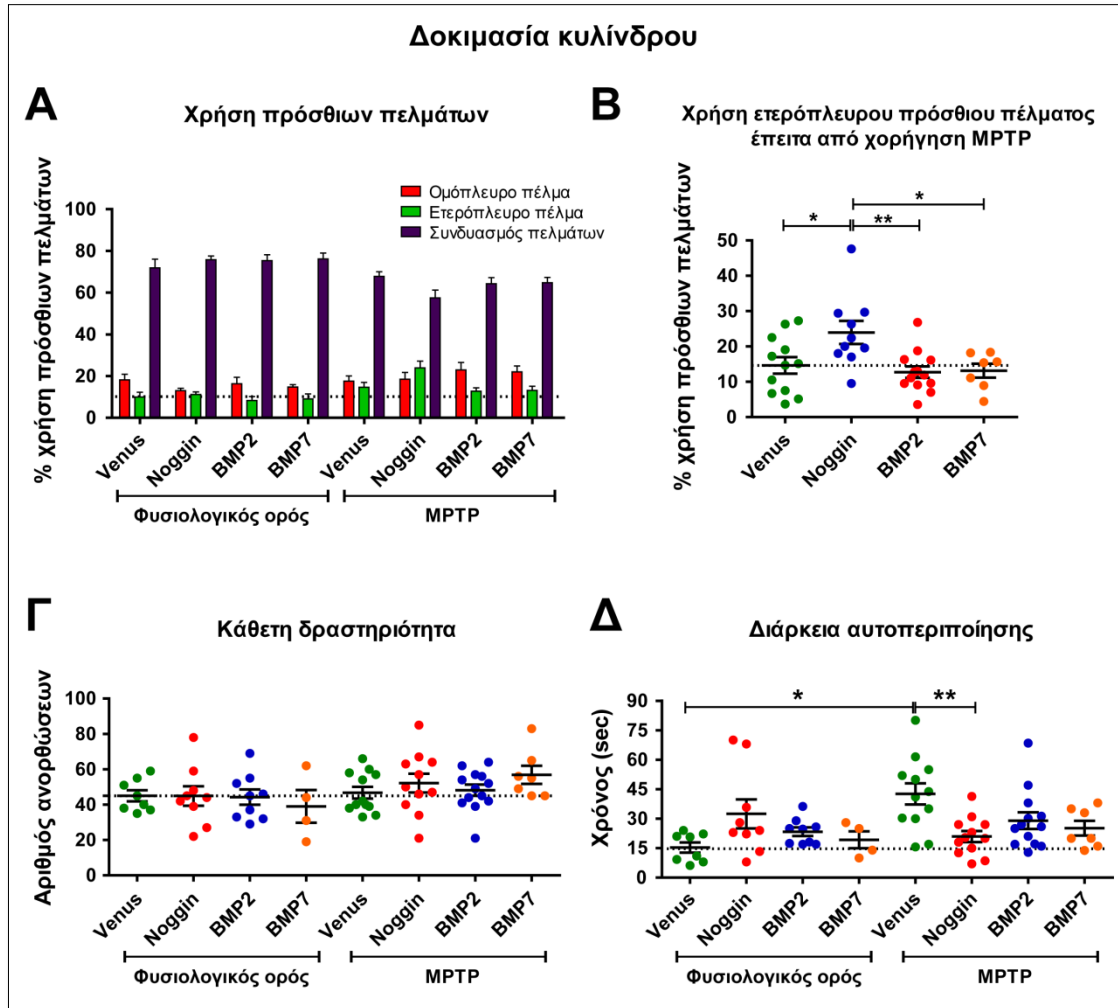 Δοκιμασία κυλίνδρου
A
Χρήση πρόσθιων πελμάτων
% χρήση πρόσθιων πελμάτων
100
80
60
40
20
0
Ομόπλευρο πέλμα
Ετερόπλευρο πέλμα
Συνδυασμός πελμάτων
Venus
Noggin
BMP2
BMP7
Venus
Noggin
BMP2
BMP7
Φυσιολογικός ορός
MPTP
B
Χρήση ετερόπλευρου πρόσθιου πέλματος
έπειτα από χορήγηση MPTP
% χρήση πρόσθιων πελμάτων
50
40
30
20
10
0
*
**
*
Venus
Noggin
BMP2
BMP7
Γ
Κάθετη δραστηριότητα
Αριθμός ανορθώσεων
100
80
60
40
20
0
Venus
Noggin
BMP2
BMP7
Venus
Noggin
BMP2
BMP7
Φυσιολογικός ορός
MPTP
Δ
Διάρκεια αυτοπεριποίησης
Χρόνος (sec)
90
75
60
45
30
15
0
*
**
Venus
Noggin
BMP2
BMP7
Venus
Noggin
BMP2
BMP7
Φυσιολογικός ορός
MPTP